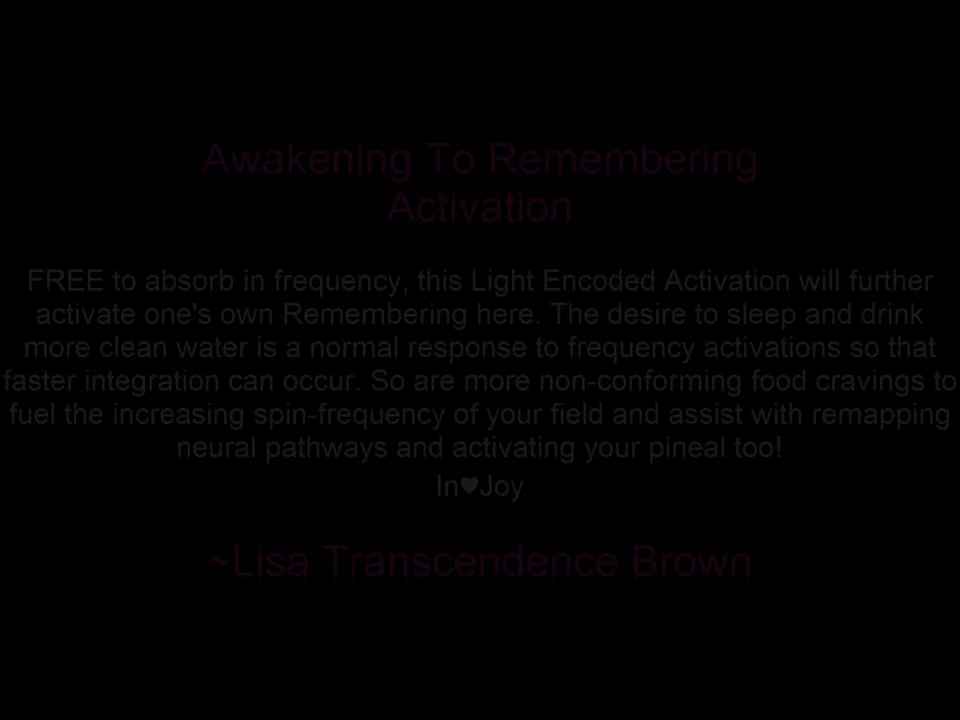 Awakening To Remembering
Activation
FREE to absorb in frequency, this Light Encoded Activation will further
activate one's own Remembering here. The desire to sleep and drink
more clean water is a normal response to frequency activations so that
faster integration can occur. So are more non-conforming food cravings to
fuel the increasing spin-frequency of your field and assist with remapping
neural pathways and activating your pineal too!
In♥Joy
~Lisa Transcendence Brown